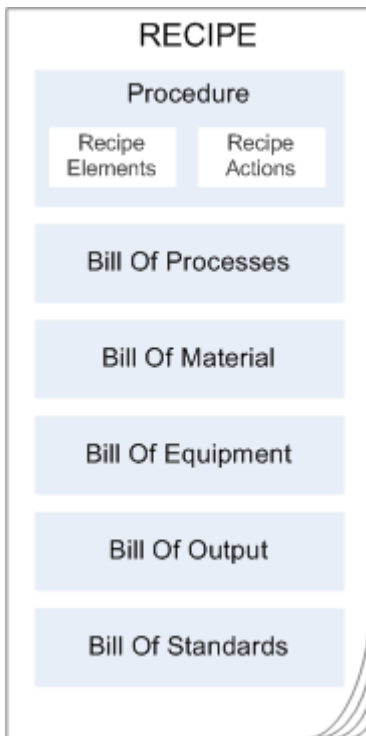 RECIPE
Procedure
Recipe
Elements
Recipe
Actions
Bill Of Processes
Bill Of Material
Bill Of Equipment
Bill Of Output
Bill Of Standards